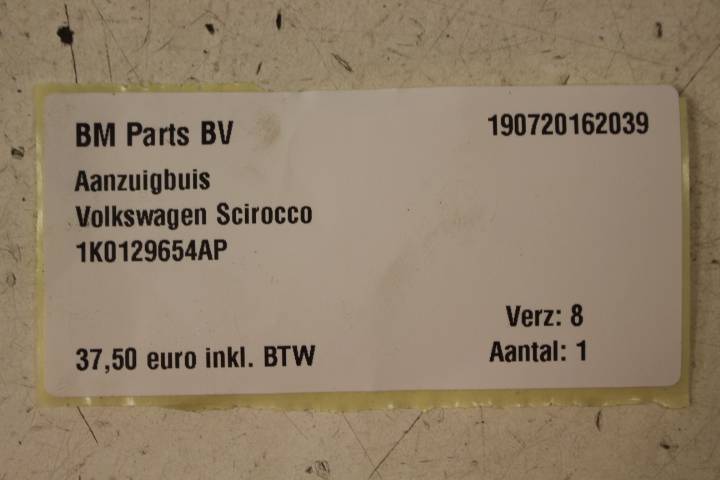 BM Parts BV
190720162039
Aanzuigbuis
Volkswagen Scirocco
1K0129654AP
Verz: 8
37,50 euro inkl. BTW
Aantal: 1